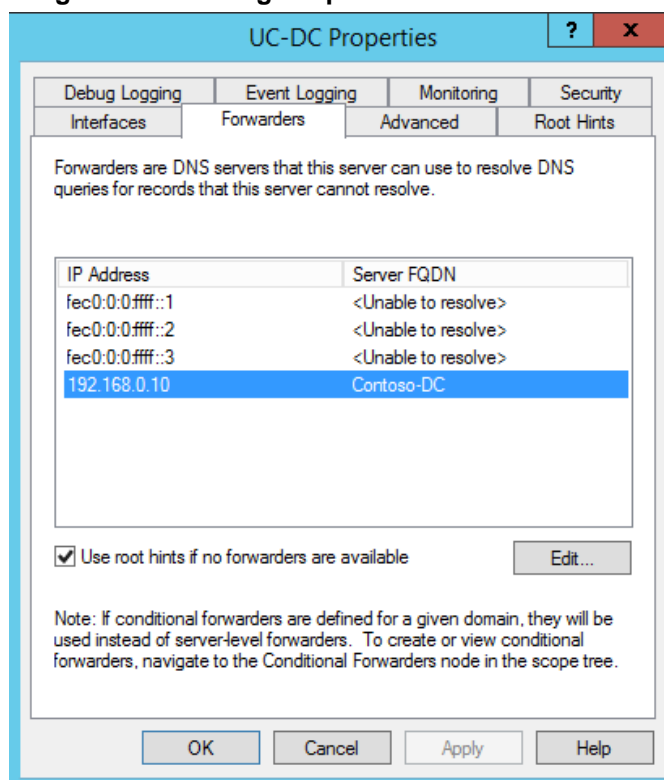 UC-DC Properties
? x
Debug Logging Event Logging Monitoring Security
Interfaces Forwarders Advanced Root Hints
Forwarders are DNS servers that this server can use to resolve DNS
queries for records that this server cannot resolve.
IP Address Server FQDN
fec0:0:0:ffff::1 <Unable to resolve>
fec0:0:0:ffff::2 <Unable to resolve>
fec0:0:0:ffff::3 <Unable to resolve>
192.168.0.10 Contoso-DC
Use root hints if no forwarders are available Edit...
Note: If conditional forwarders are defined for a given domain, they will be
used instead of server-level forwarders. To create or view conditional
forwarders, navigate to the Conditional Forwarders node in the scope tree.
OK Cancel Apply Help